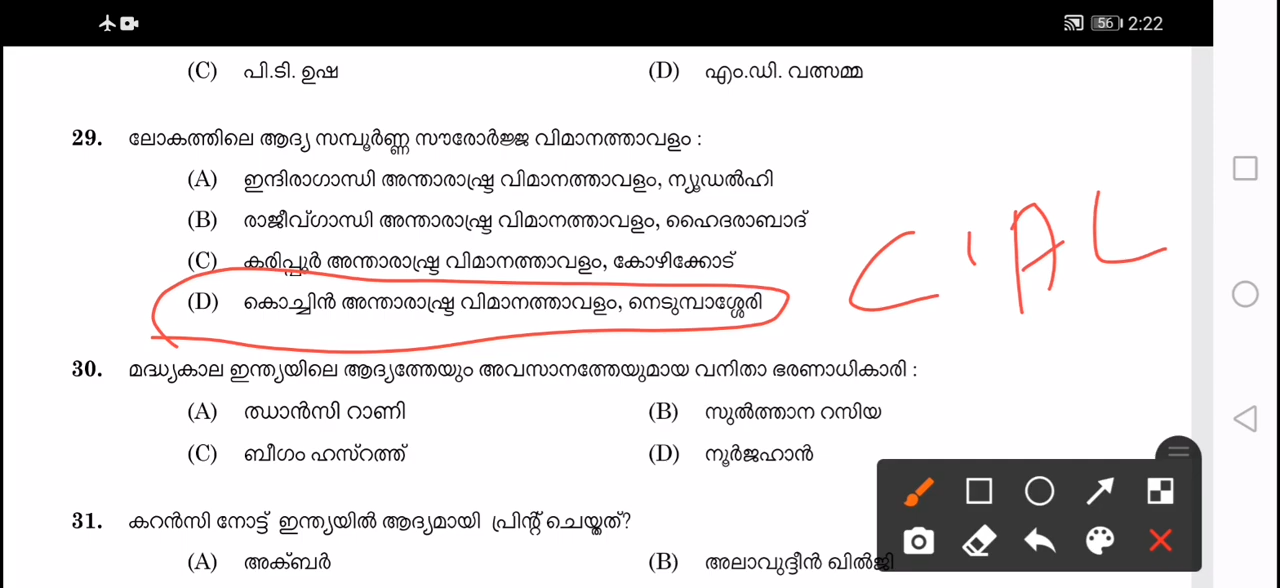 56 2:22
(C) പി.ടി. ഉഷ (D) എം.ഡി. വത്സമ്മ
29. ലോകത്തിലെ ആദ്യ സമ്പൂർണ്ണ സൗരോർജ്ജ വിമാനത്താവളം :
(A) ഇന്ദിരാഗാന്ധി അന്താരാഷ്ട്ര വിമാനത്താവളം, ന്യൂഡൽഹി
(B) രാജീവ്ഗാന്ധി അന്താരാഷ്ട്ര വിമാനത്താവളം, ഹൈദരാബാദ്
(C) കരിപ്പൂർ അന്താരാഷ്ട്ര വിമാനത്താവളം, കോഴിക്കോട്
(D) കൊച്ചിൻ അന്താരാഷ്ട്ര വിമാനത്താവളം, നെടുമ്പാശ്ശേരി
CIAL
30. മദ്ധ്യകാല ഇന്ത്യയിലെ ആദ്യത്തേയും അവസാനത്തേയുമായ വനിതാ ഭരണാധികാരി :
(A) ഝാൻസി റാണി (B) സുൽത്താന റസിയ
(C) ബീഗം ഹസ്റത്ത് (D) നൂർജഹാൻ
31. കറൻസി നോട്ട് ഇന്ത്യയിൽ ആദ്യമായി പ്രിന്റ് ചെയ്തത്?
(A) അക്ബർ (B) അലാവുദ്ദീൻ ഖിൽജി